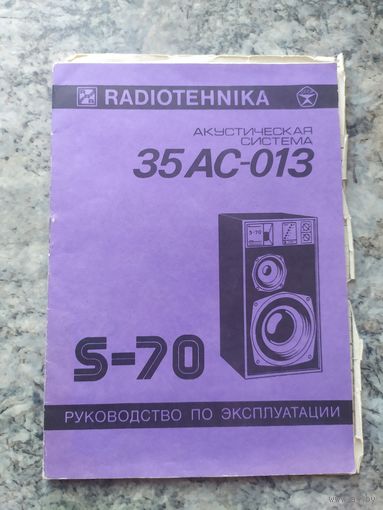 RADIOTEHNIKA
АКУСТИЧЕСКАЯ
СИСТЕМА
35АС-013
S-70
S-70
РУКОВОДСТВО ПО ЭКСПЛУАТАЦИИ